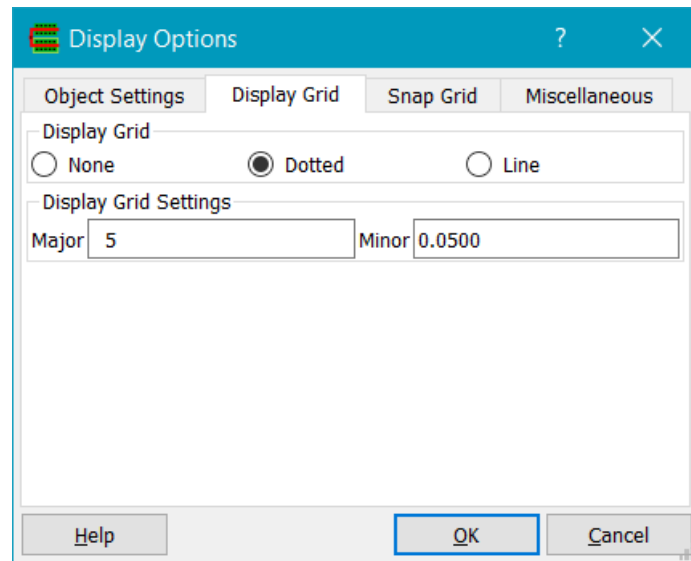 Display Options ?
Object Settings Display Grid Snap Grid Miscellaneous
Display Grid
None Dotted Line
Display Grid Settings
Major 5 Minor 0.0500
Help OK Cancel